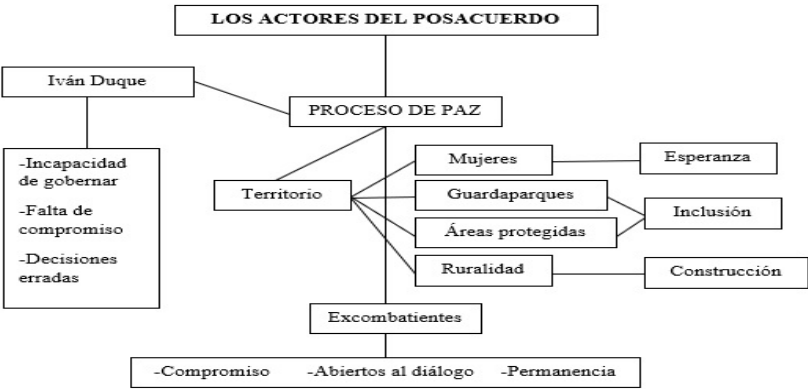 LOS ACTORES DEL POSACUERDO
Iván Duque
PROCESO DE PAZ
-Incapacidad
de gobernar
-Falta de
compromiso
-Decisiones
erradas
Territorio
Mujeres
Esperanza
Guardaparques
Inclusión
Áreas protegidas
Ruralidad
Construcción
Excombatientes
-Compromiso -Abiertos al diálogo -Permanencia